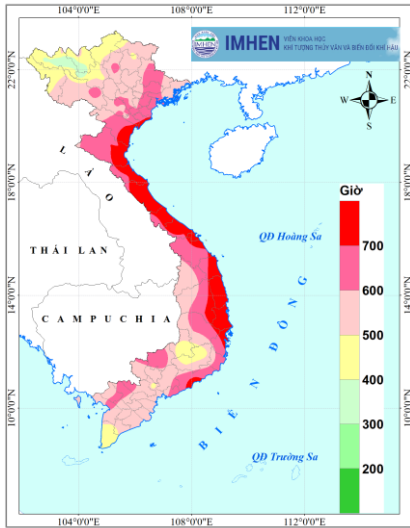 IMHEN
VIỆN KHOA HỌC
KHÍ TƯỢNG THỦY VĂN VÀ BIẾN ĐỔI KHÍ HẬU
104°0'0"E 108°0'0"E 112°0'0"E
22°0'0"N
18°0'0"N
14°0'0"N
10°0'0"N
N
W E
S
LÀO
THÁI LAN
CAMPUCHIA
QĐ Hoàng Sa
BIỂN ĐÔNG
QĐ Trường Sa
Giờ
700
600
500
400
300
200
22°0'0"N
18°0'0"N
14°0'0"N
10°0'0"N
104°0'0"E 108°0'0"E 112°0'0"E